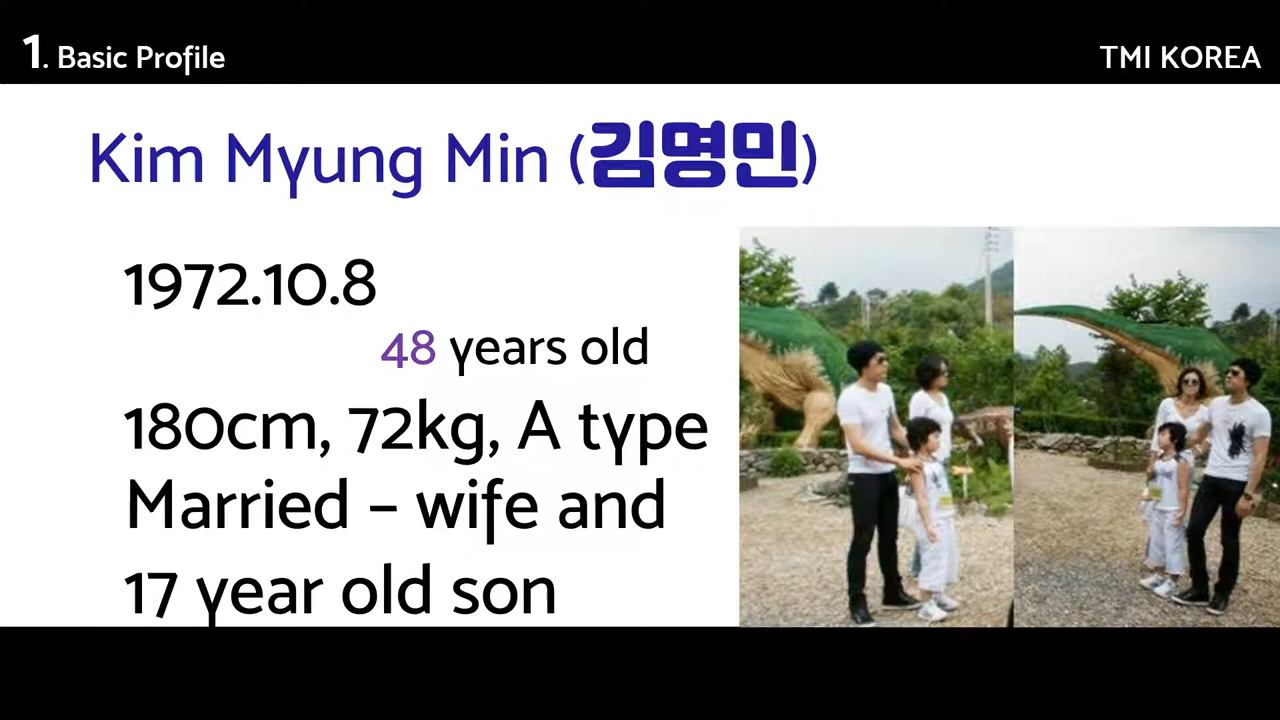 1. Basic Profile
TMI KOREA
Kim Myung Min (김명민)
1972.10.8
48 years old
180cm, 72kg, A type
Married – wife and
17 year old son